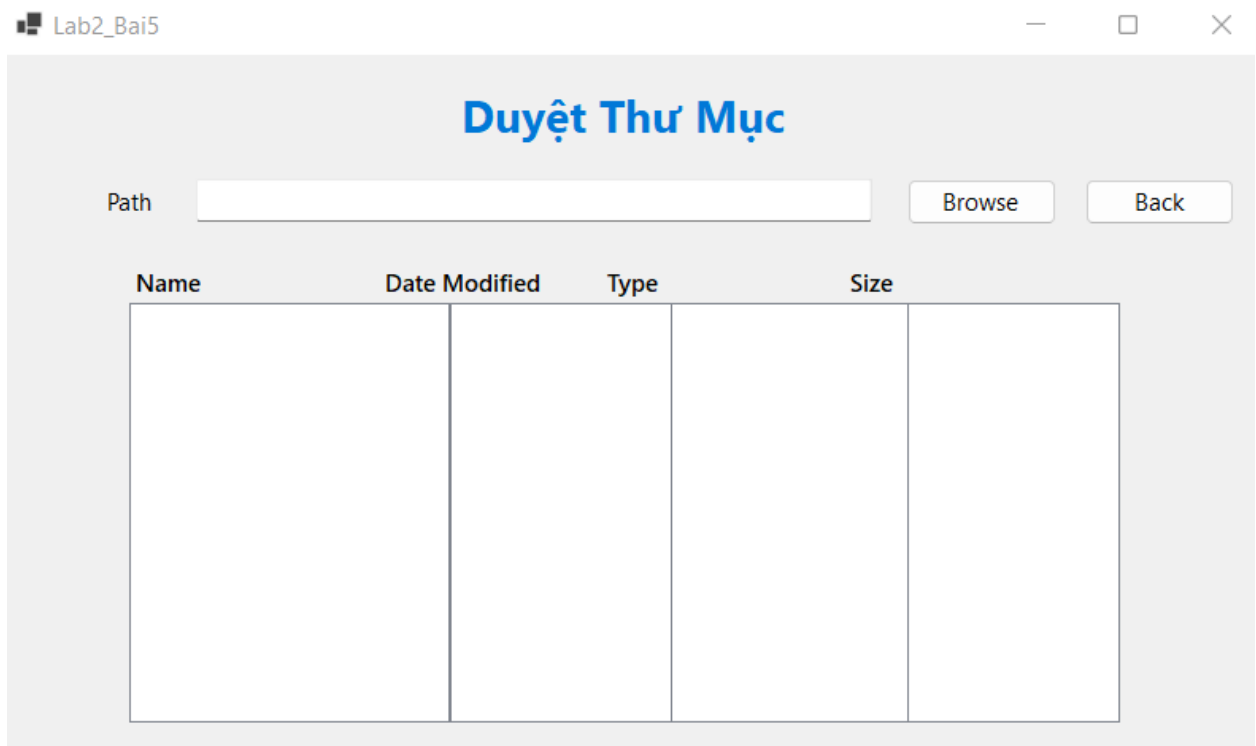 Lab2_Bai5
Duyệt Thư Mục
Path Browse Back
Name Date Modified Type Size